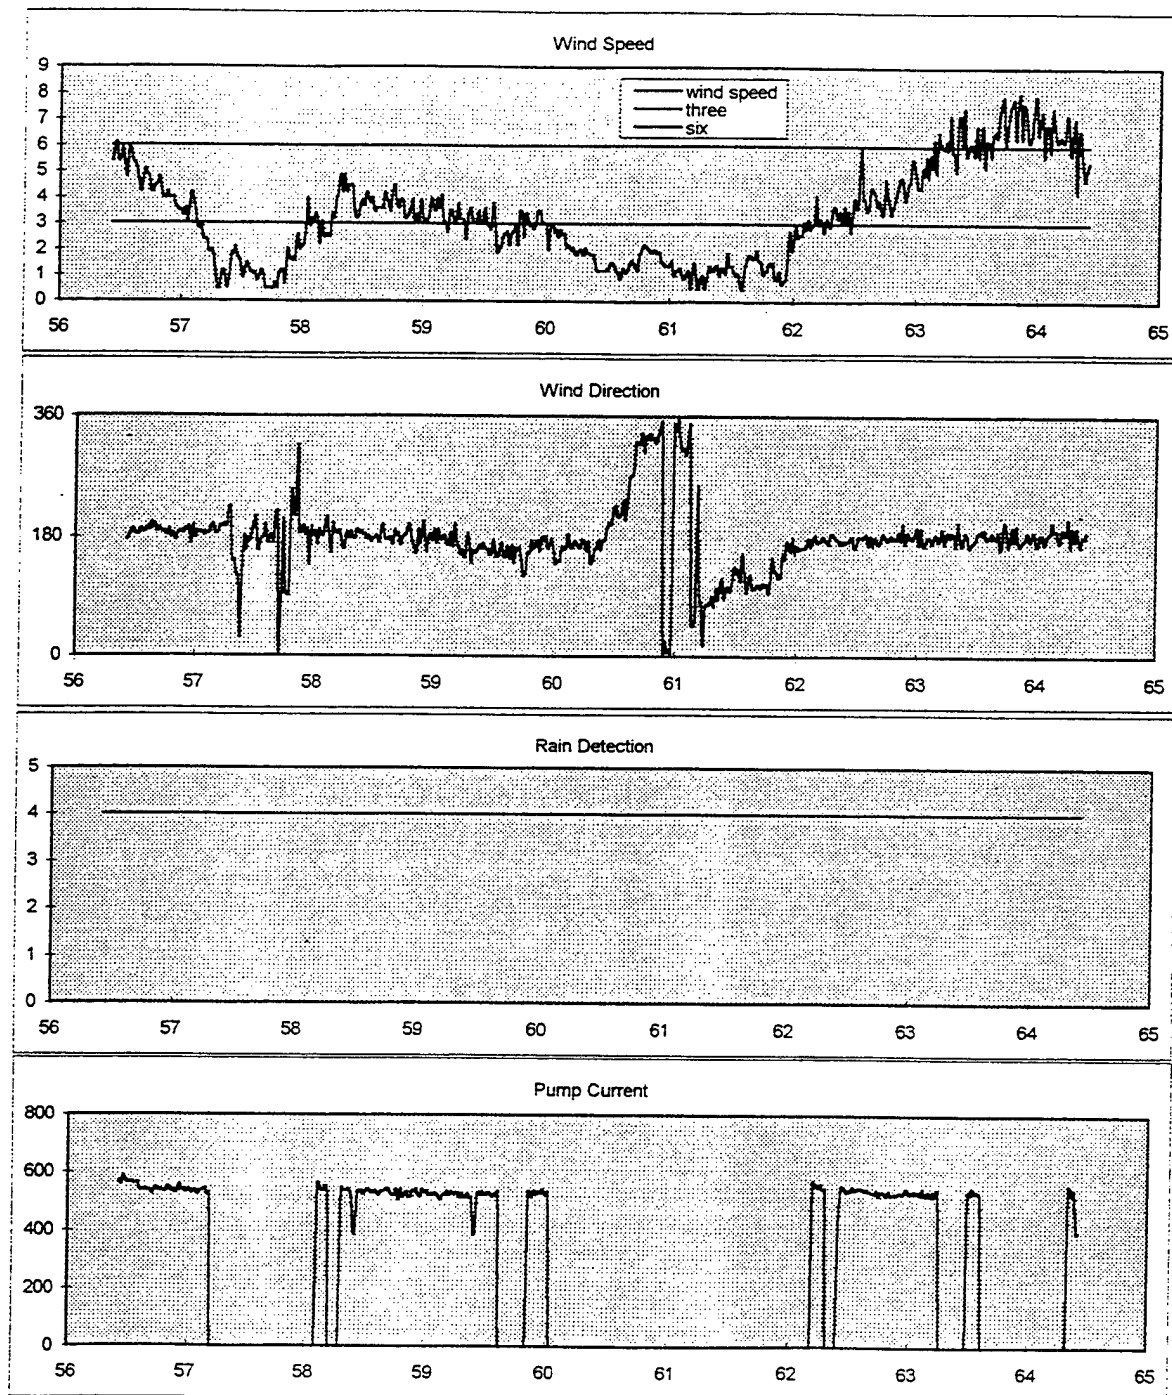 Wind Speed
9
8
7
6
5
4
3
2
1
0
wind speed
three
six
56 57 58 59 60 61 62 63 64 65
Wind Direction
360
180
0
56 57 58 59 60 61 62 63 64 65
Rain Detection
5
4
3
2
1
0
56 57 58 59 60 61 62 63 64 65
Pump Current
800
600
400
200
0
56 57 58 59 60 61 62 63 64 65